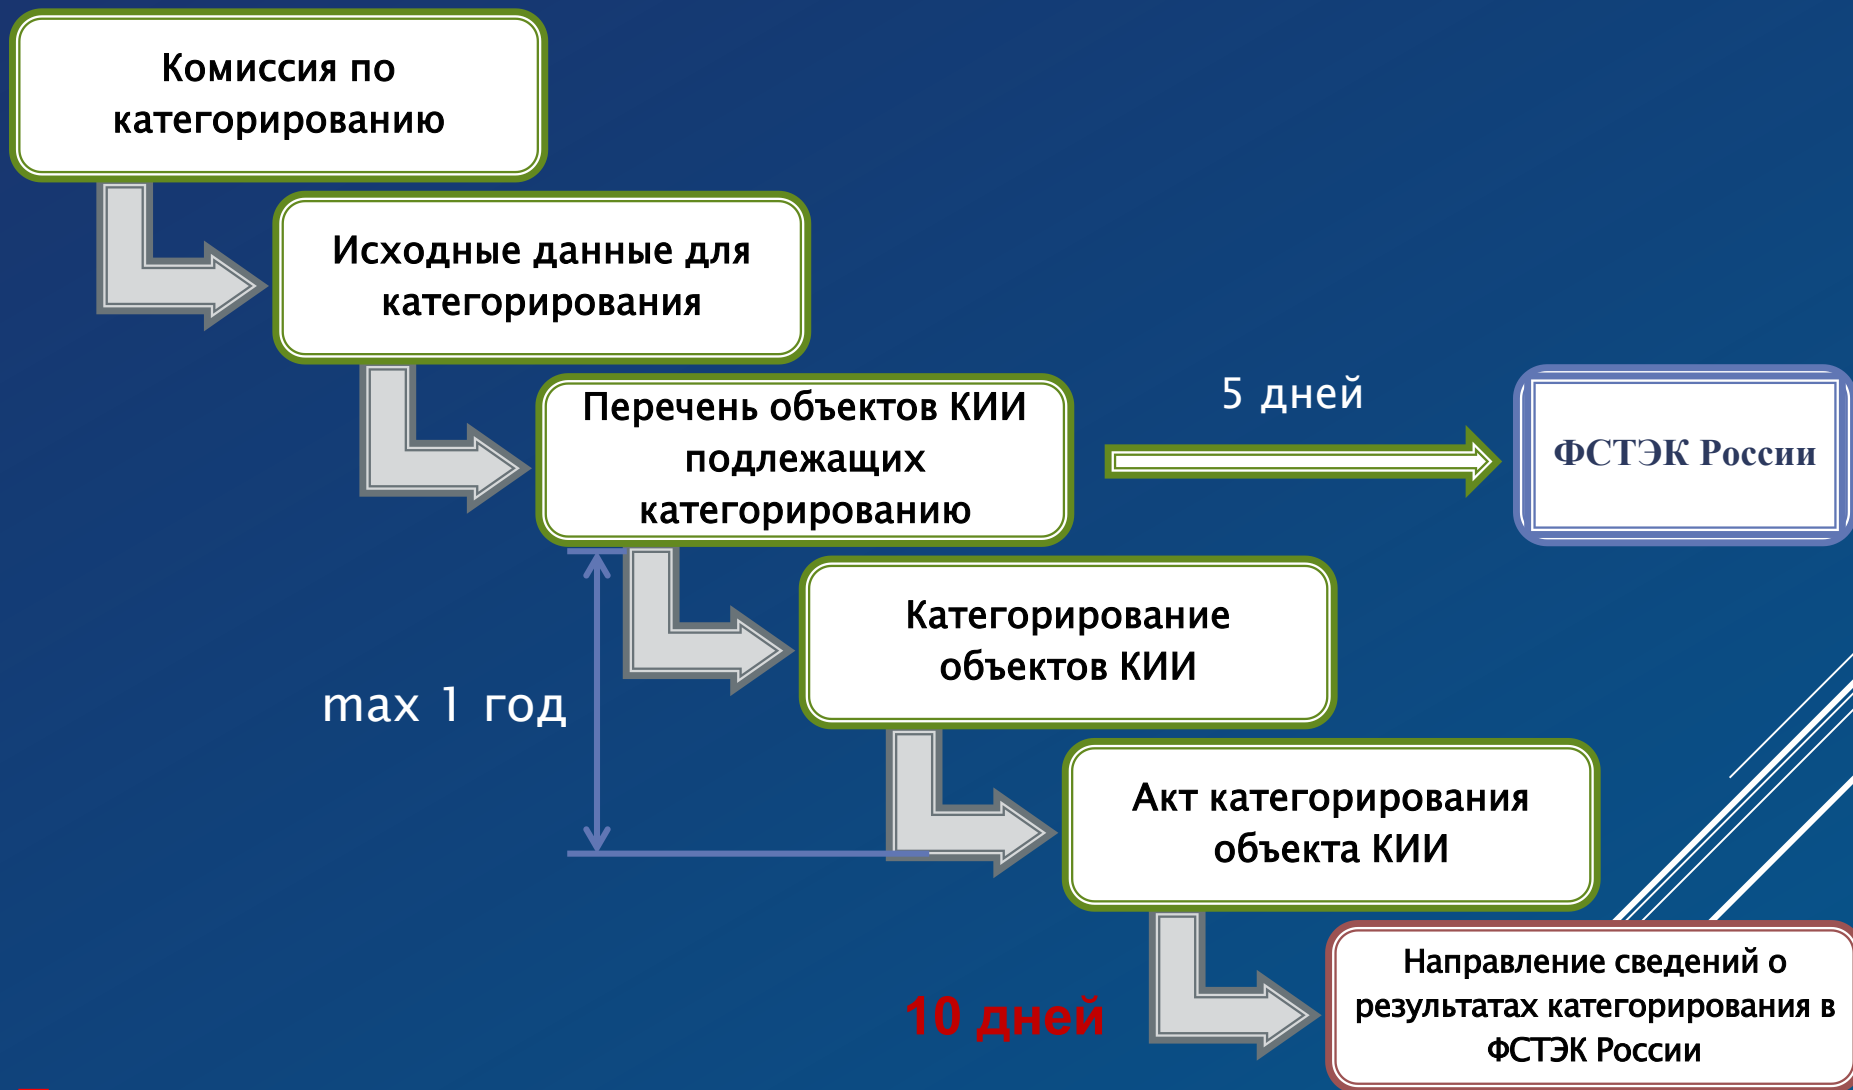 Комиссия по
категорированию
Исходные данные для
категорирования
Перечень объектов КИИ
подлежащих
категорированию
5 дней
ФСТЭК России
Категорирование
объектов КИИ
max 1 год
Акт категорирования
объекта КИИ
10 дней
Направление сведений о
результатах категорирования в
ФСТЭК России